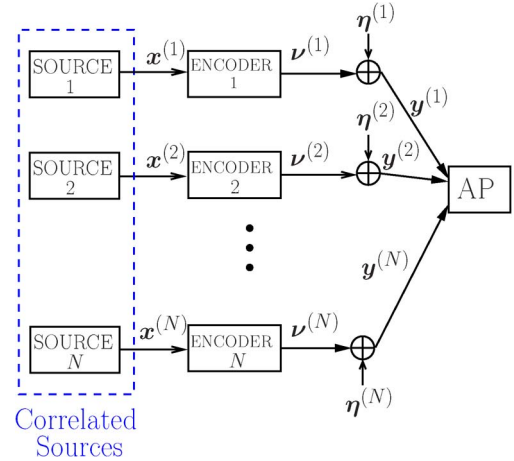 η^(1)
SOURCE 1 x^(1) ENCODER 1 ν^(1)
y^(1)
η^(2)
SOURCE 2 x^(2) ENCODER 2 ν^(2) y^(2)
AP
y^(N)
SOURCE N x^(N) ENCODER N ν^(N)
η^(N)
Correlated
Sources